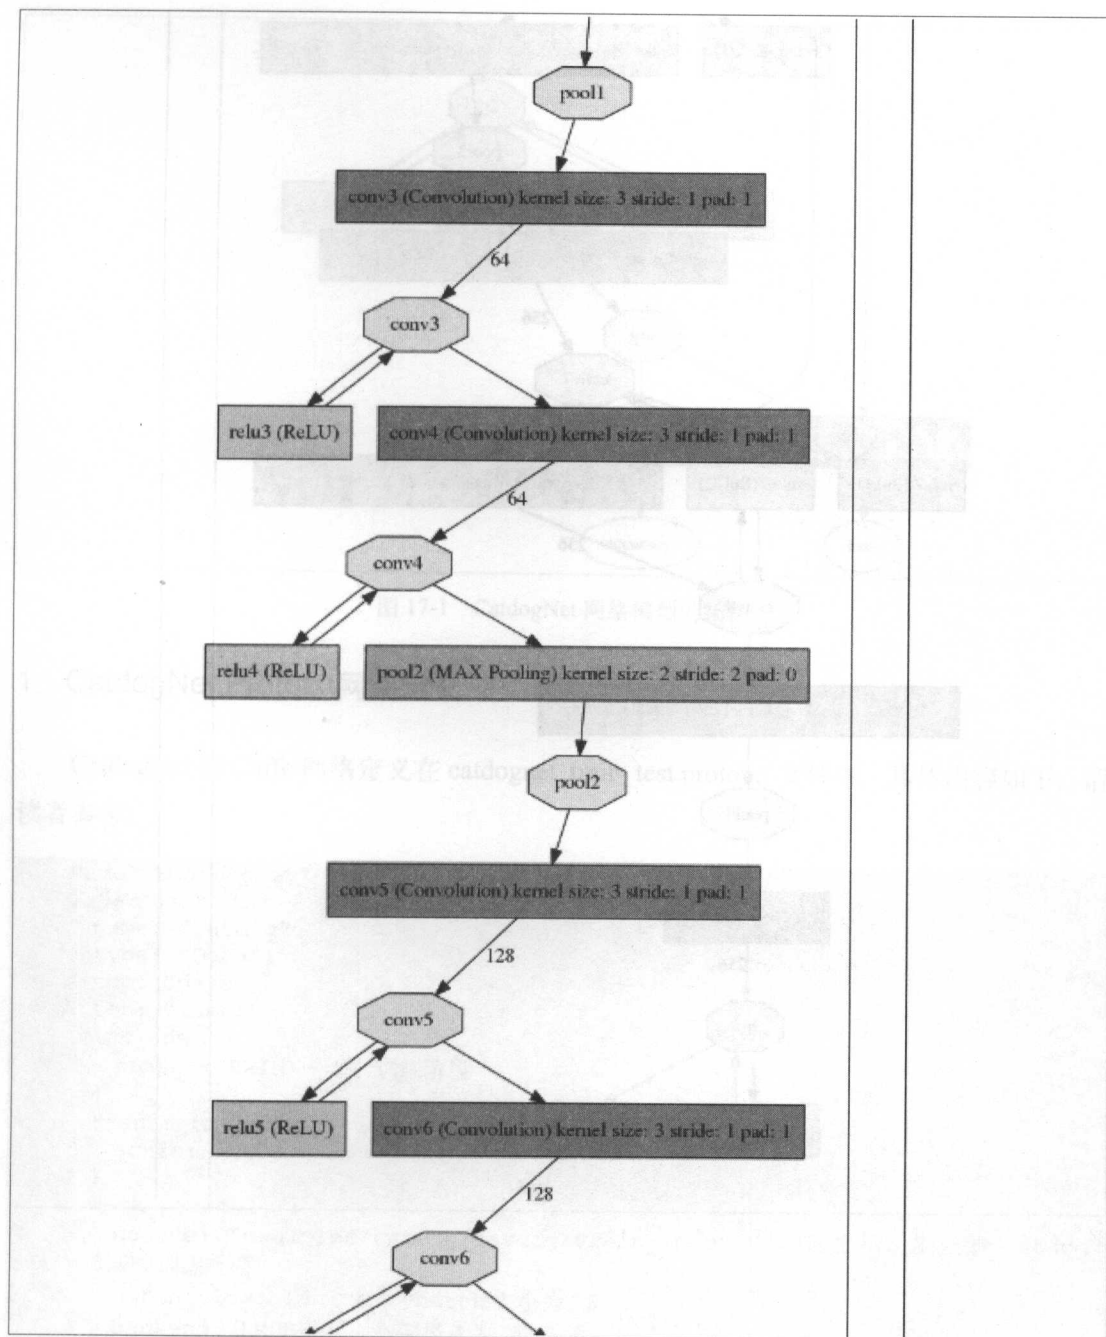 pool1
conv3 (Convolution) kernel size: 3 stride: 1 pad: 1
64
conv3
relu3 (ReLU)
conv4 (Convolution) kernel size: 3 stride: 1 pad: 1
64
conv4
relu4 (ReLU)
pool2 (MAX Pooling) kernel size: 2 stride: 2 pad: 0
pool2
conv5 (Convolution) kernel size: 3 stride: 1 pad: 1
128
conv5
relu5 (ReLU)
conv6 (Convolution) kernel size: 3 stride: 1 pad: 1
128
conv6